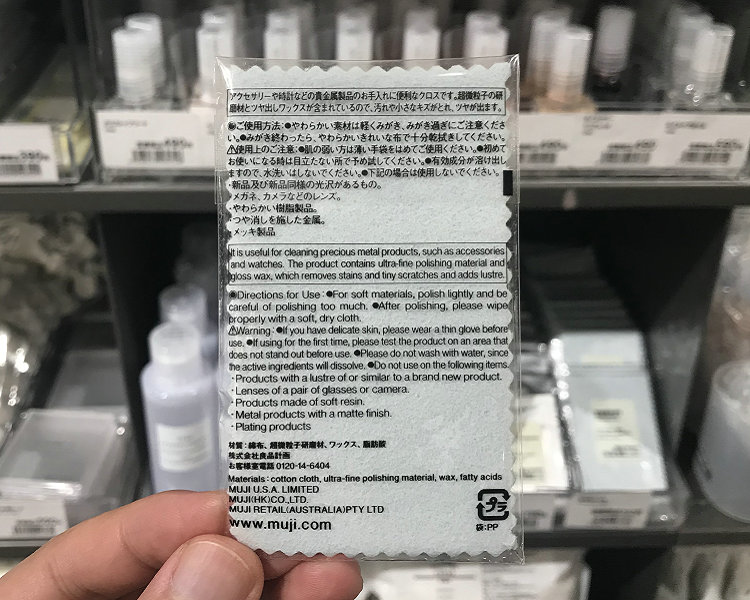 アクセサリーや時計などの貴金属製品のお手入れに便利なクロスです。超微粒子の研
磨材とツヤ出しワックスが含まれているので、汚れや小さなキズがとれ、ツヤが出ます。
◉ご使用方法:●やわらかい素材は軽くみがき、みがき過ぎにご注意くださ
い。●みがき終わったら、やわらかいきれいな布で十分乾拭きしてください。
⚠使用上のご注意:●肌の弱い方は薄い手袋をはめてご使用ください。●初めて
お使いになる時は目立たない所で予め試してください。●有効成分が溶け出し
ますので、水洗いはしないでください。●下記の場合は使用しないでください。
・新品及び新品同様の光沢があるもの。
・メガネ、カメラなどのレンズ。
・やわらかい樹脂製品。
・つや消しを施した金属。
・メッキ製品
It is useful for cleaning precious metal products, such as accessories
and watches. The product contains ultra-fine polishing material and
gloss wax, which removes stains and tiny scratches and adds lustre.
◉Directions for Use:●For soft materials, polish lightly and be
careful of polishing too much. ●After polishing, please wipe
properly with a soft, dry cloth.
⚠Warning: ●If you have delicate skin, please wear a thin glove before
use. ●If using for the first time, please test the product on an area that
does not stand out before use. ●Please do not wash with water, since
the active ingredients will dissolve. ●Do not use on the following items.
・Products with a lustre of or similar to a brand new product.
・Lenses of a pair of glasses or camera.
・Products made of soft resin.
・Metal products with a matte finish.
・Plating products
材質:綿布、超微粒子研磨材、ワックス、脂肪酸
株式会社良品計画
お客様室電話 0120-14-6404
Materials: cotton cloth, ultra-fine polishing material, wax, fatty acids
MUJI U.S.A. LIMITED
MUJI(HK)CO.,LTD.
MUJI RETAIL(AUSTRALIA)PTY LTD
www.muji.com
プラ
袋:PP